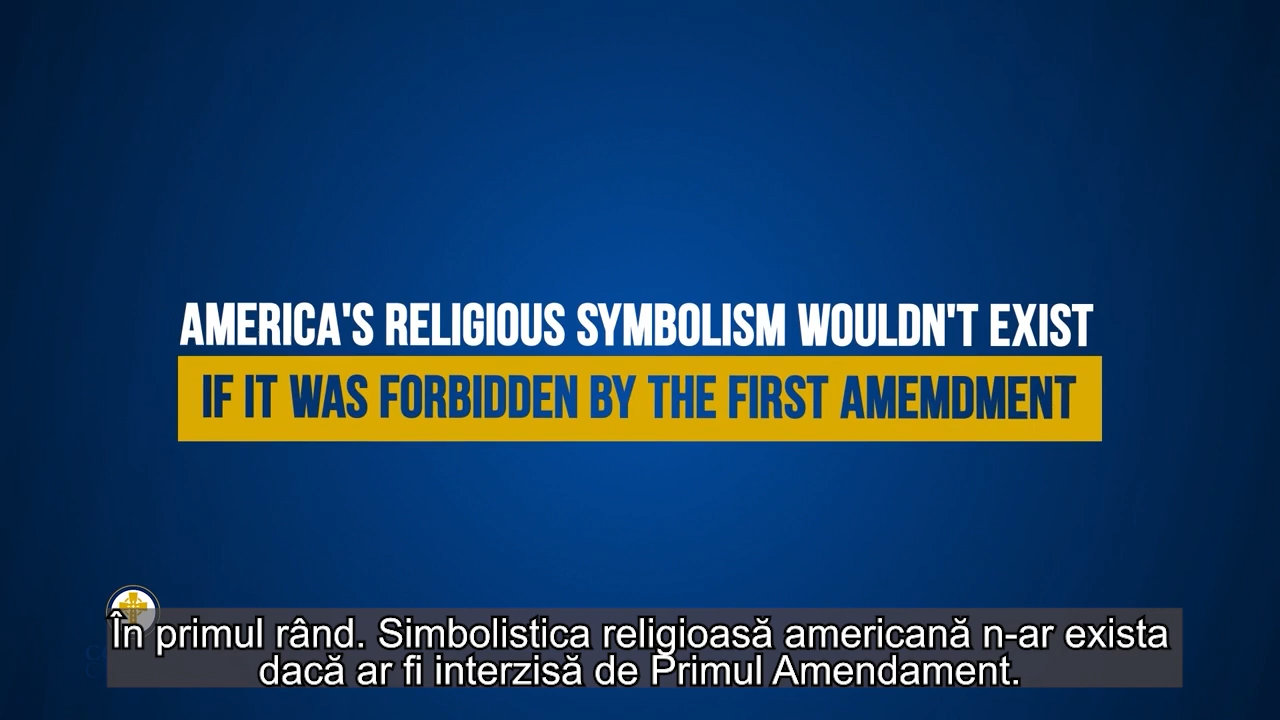 AMERICA'S RELIGIOUS SYMBOLISM WOULDN'T EXIST
IF IT WAS FORBIDDEN BY THE FIRST AMEMDMENT
În primul rând. Simbolistica religioasă americană n-ar exista
dacă ar fi interzisă de Primul Amendament.